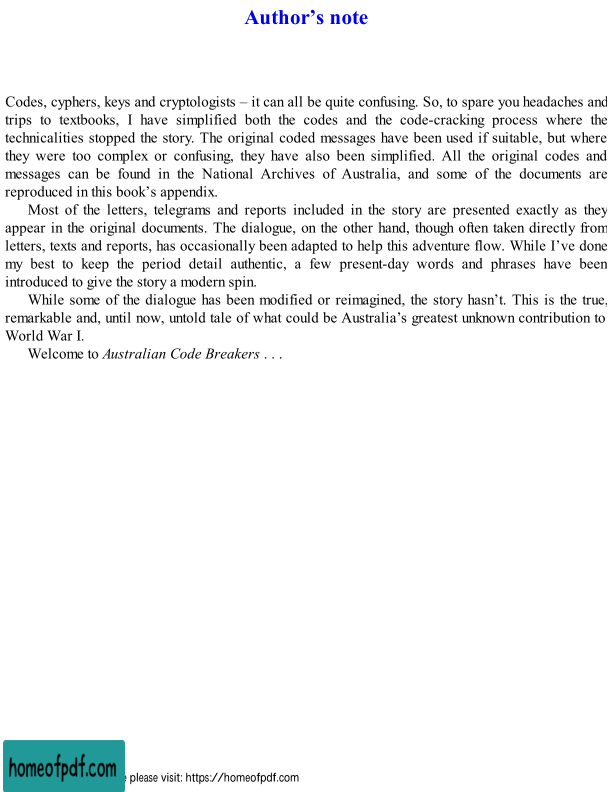 Author’s note
Codes, cyphers, keys and cryptologists – it can all be quite confusing. So, to spare you headaches and
trips to textbooks, I have simplified both the codes and the code-cracking process where the
technicalities stopped the story. The original coded messages have been used if suitable, but where
they were too complex or confusing, they have also been simplified. All the original codes and
messages can be found in the National Archives of Australia, and some of the documents are
reproduced in this book’s appendix.
Most of the letters, telegrams and reports included in the story are presented exactly as they
appear in the original documents. The dialogue, on the other hand, though often taken directly from
letters, texts and reports, has occasionally been adapted to help this adventure flow. While I’ve done
my best to keep the period detail authentic, a few present-day words and phrases have been
introduced to give the story a modern spin.
While some of the dialogue has been modified or reimagined, the story hasn’t. This is the true,
remarkable and, until now, untold tale of what could be Australia’s greatest unknown contribution to
World War I.
Welcome to Australian Code Breakers . . .
homeofpdf.com please visit: https://homeofpdf.com